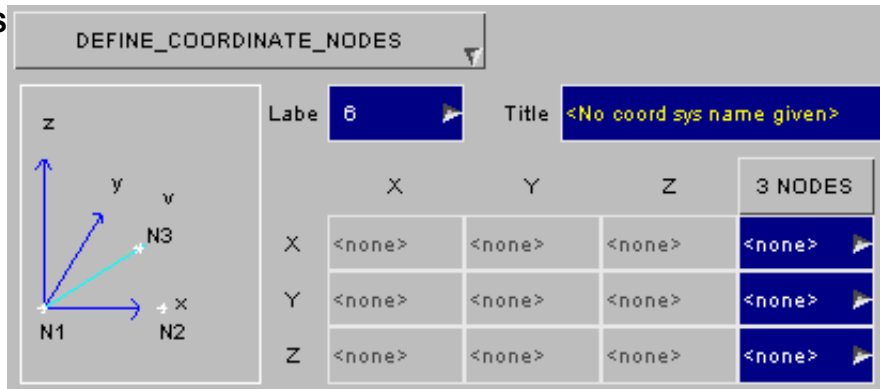 S
DEFINE_COORDINATE_NODES
Labe 6 Title <No coord sys name given>
z
y
v
N3
x
N1
N2
X Y Z 3 NODES
X <none> <none> <none> <none>
Y <none> <none> <none> <none>
Z <none> <none> <none> <none>